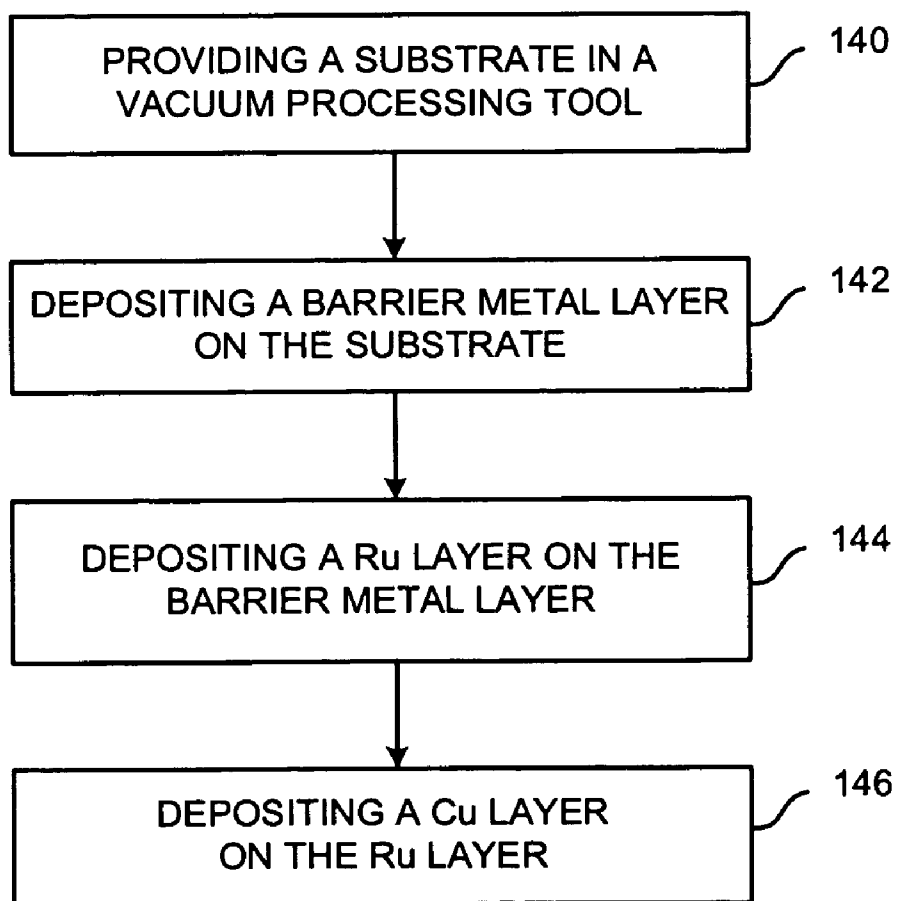 PROVIDING A SUBSTRATE IN A
VACUUM PROCESSING TOOL
140
DEPOSITING A BARRIER METAL LAYER
ON THE SUBSTRATE
142
DEPOSITING A Ru LAYER ON THE
BARRIER METAL LAYER
144
DEPOSITING A Cu LAYER
ON THE Ru LAYER
146